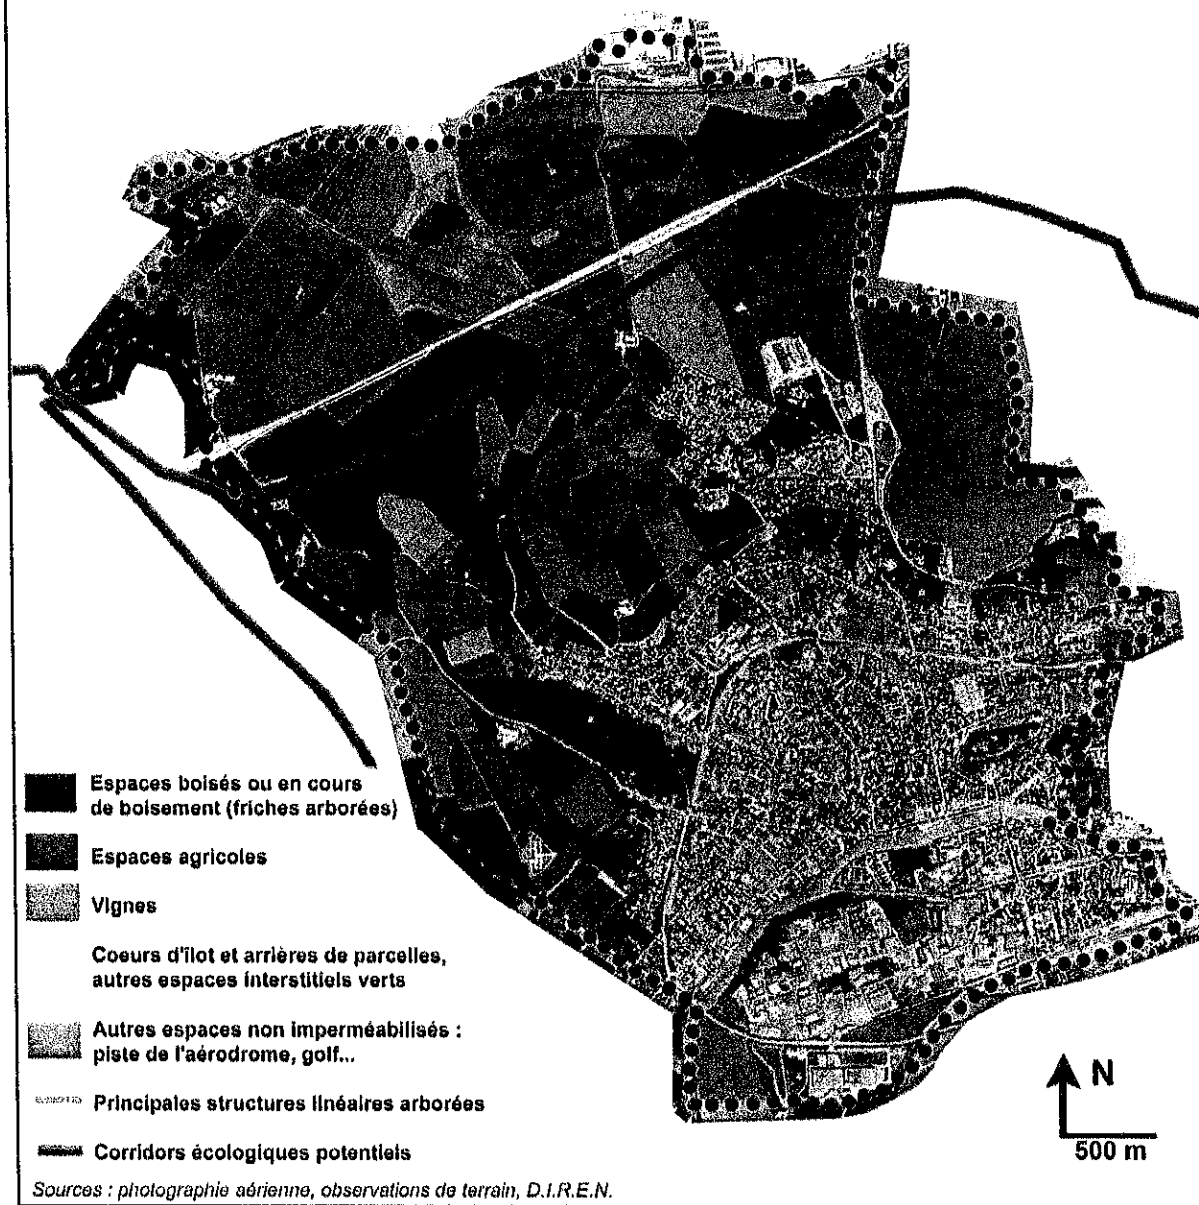 Espaces boisés ou en cours
de boisement (friches arborées)
Espaces agricoles
Vignes
Coeurs d'îlot et arrières de parcelles,
autres espaces interstitiels verts
Autres espaces non imperméabilisés :
piste de l'aérodrome, golf...
Principales structures linéaires arborées
Corridors écologiques potentiels
N
500 m
Sources : photographie aérienne, observations de terrain, D.I.R.E.N.